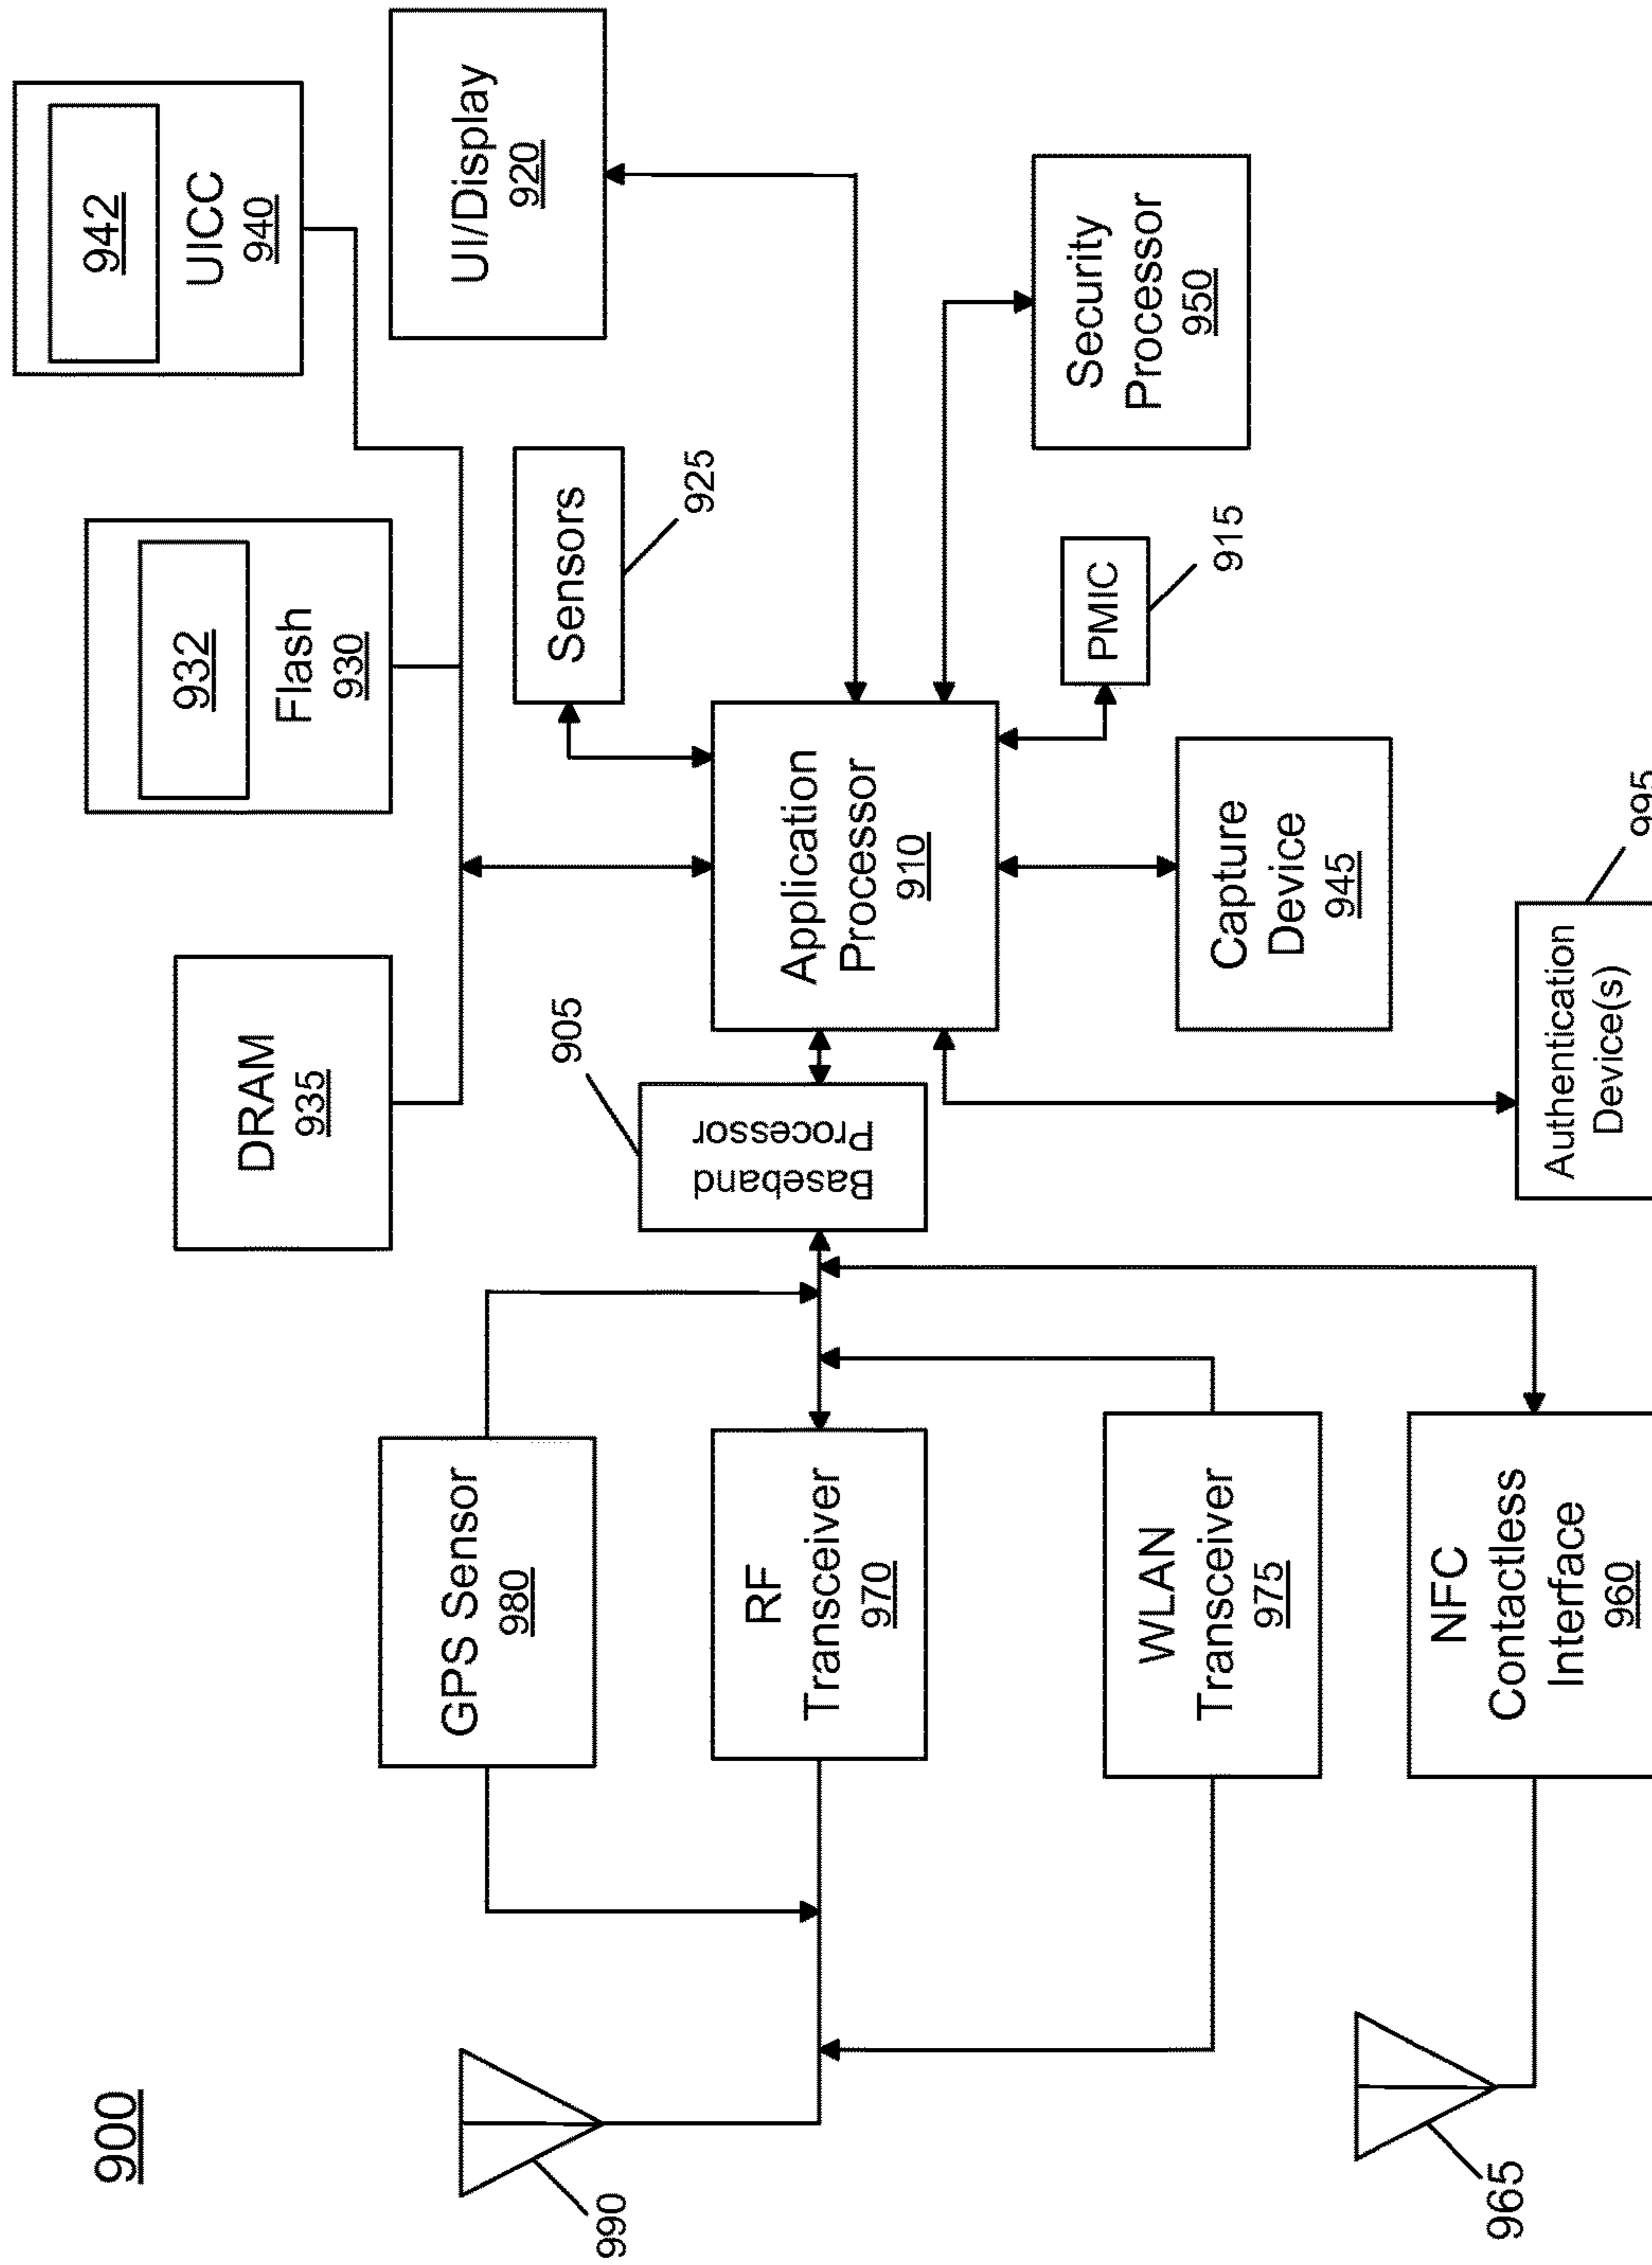 900
UICC
942
940
Flash
932
930
DRAM
935
UI/Display
920
Sensors
925
905
Baseband
Processor
Application
Processor
910
Security
Processor
950
PMIC
915
Capture
Device
945
Authentication
Device(s)
995
GPS Sensor
980
RF
Transceiver
970
WLAN
Transceiver
975
NFC
Contactless
Interface
960
990
965